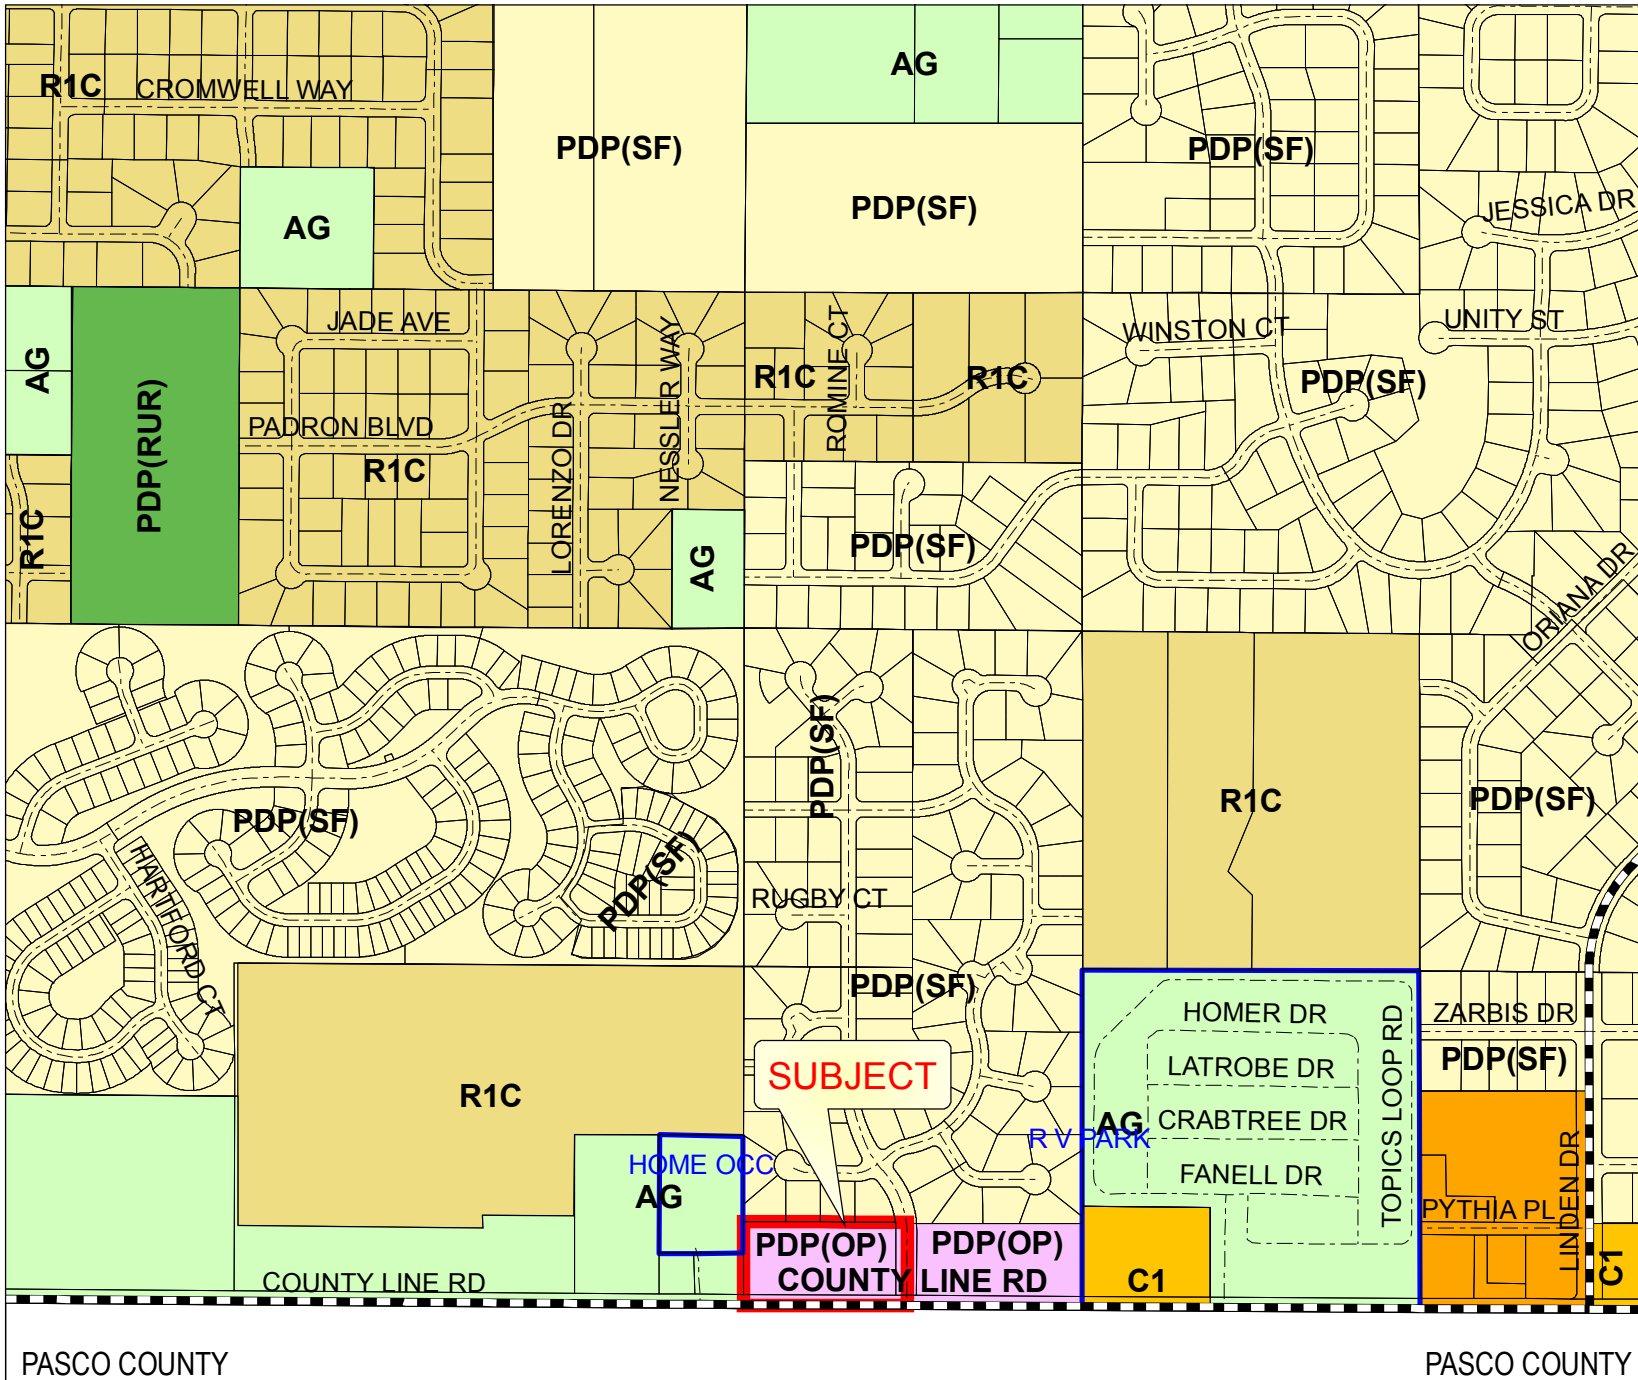 AG
R1C
CROMWELL WAY
PDP(SF)
PDP(SF)
PDP(SF)
JESSICA DR
AG
JADE AVE
WINSTON CT
UNITY ST
AG
PDP(RUR)
NESSLER WAY
R1C
ROMINE CT
R1C
PDP(SF)
PADRON BLVD
R1C
LORENZO DR
R1C
AG
PDP(SF)
ORIANA DR
PDP(SF)
R1C
PDP(SF)
PDP(SF)
PDP(SF)
HARTFORD CT
RUGBY CT
PDP(SF)
HOMER DR
ZARBIS DR
LATROBE DR
PDP(SF)
SUBJECT
R1C
AG
CRABTREE DR
R V PARK
TOPICS LOOP RD
HOME OCC
AG
FANELL DR
LINDEN DR
PYTHIA PL
PDP(OP)
PDP(OP)
COUNTY LINE RD
COUNTY LINE RD
C1
C1
PASCO COUNTY
PASCO COUNTY